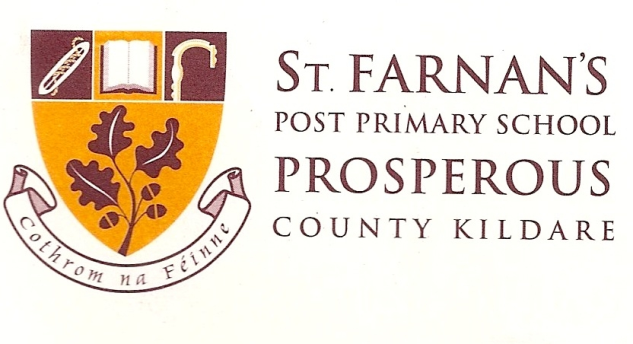 St. FARNAN'S
POST PRIMARY SCHOOL
PROSPEROUS
COUNTY KILDARE
Cothrom na Féinne